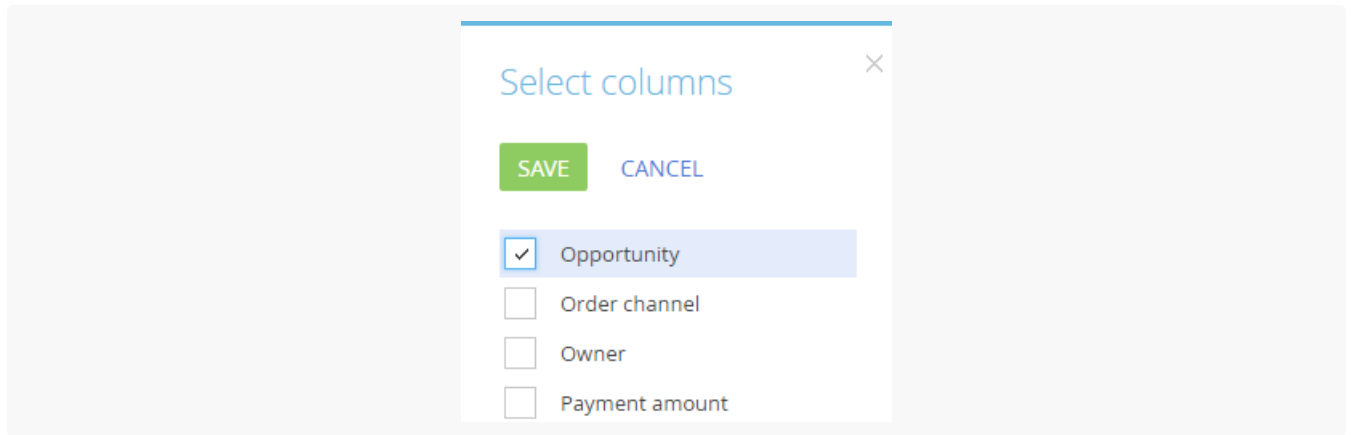 Select columns
SAVE CANCEL
Opportunity
Order channel
Owner
Payment amount